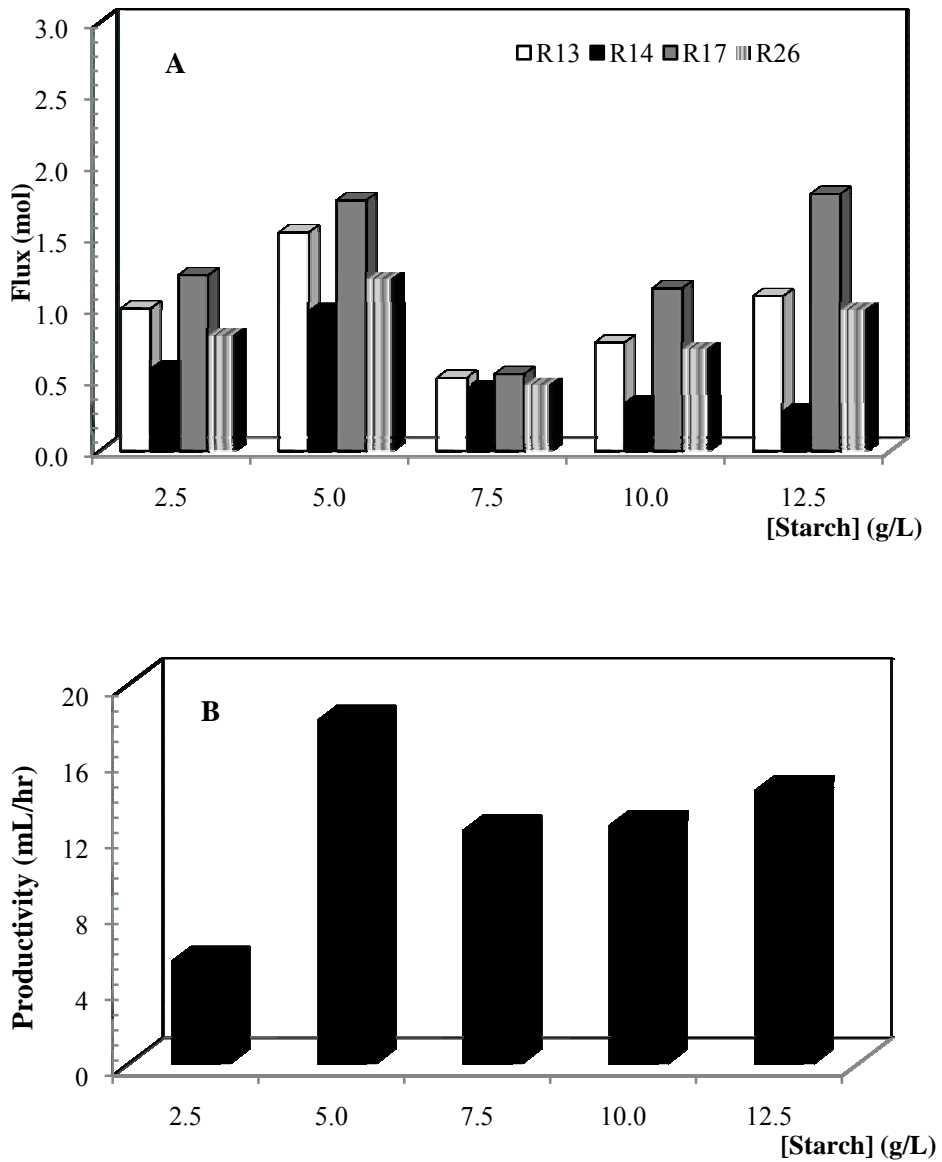 3.0
A
R13 R14 R17 R26
2.5
2.0
1.5
1.0
0.5
0.0
Flux (mol)
2.5 5.0 7.5 10.0 12.5
[Starch] (g/L)
20
B
16
12
8
4
0
Productivity (mL/hr)
2.5 5.0 7.5 10.0 12.5
[Starch] (g/L)